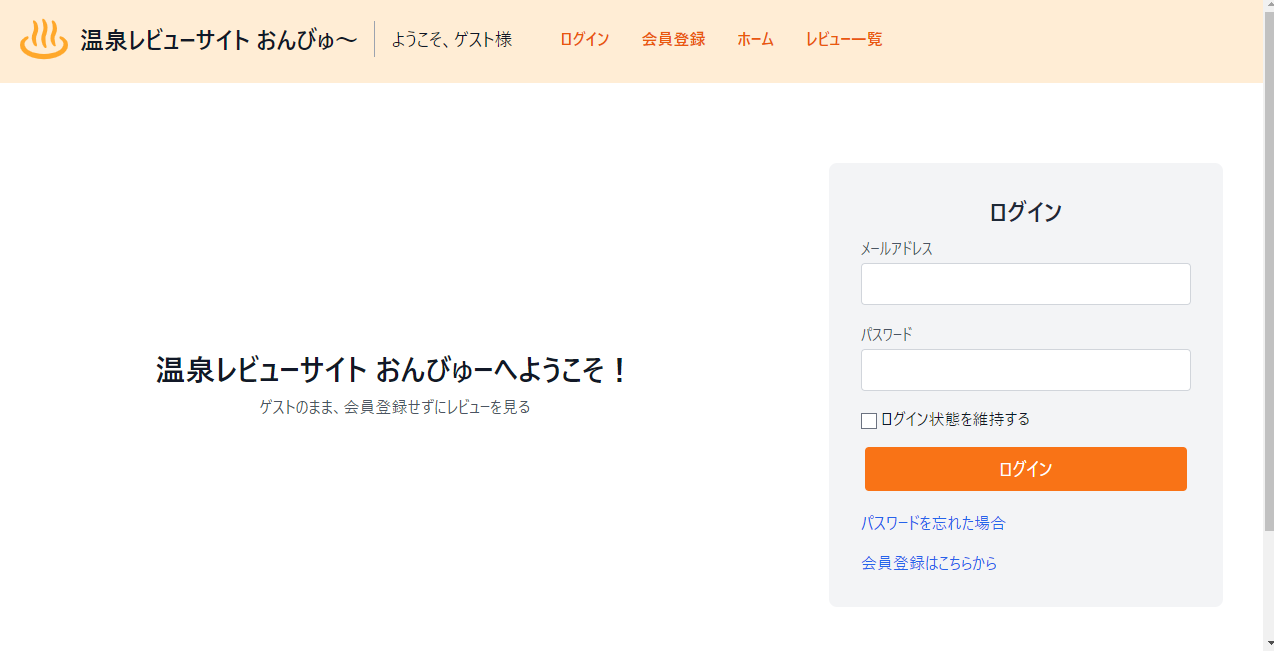 温泉レビューサイト おんびゅ～
ようこそ、ゲスト様
ログイン
会員登録
ホーム
レビュー一覧
温泉レビューサイト おんびゅーへようこそ！
ゲストのまま、会員登録せずにレビューを見る
ログイン
メールアドレス
パスワード
ログイン状態を維持する
ログイン
パスワードを忘れた場合
会員登録はこちらから